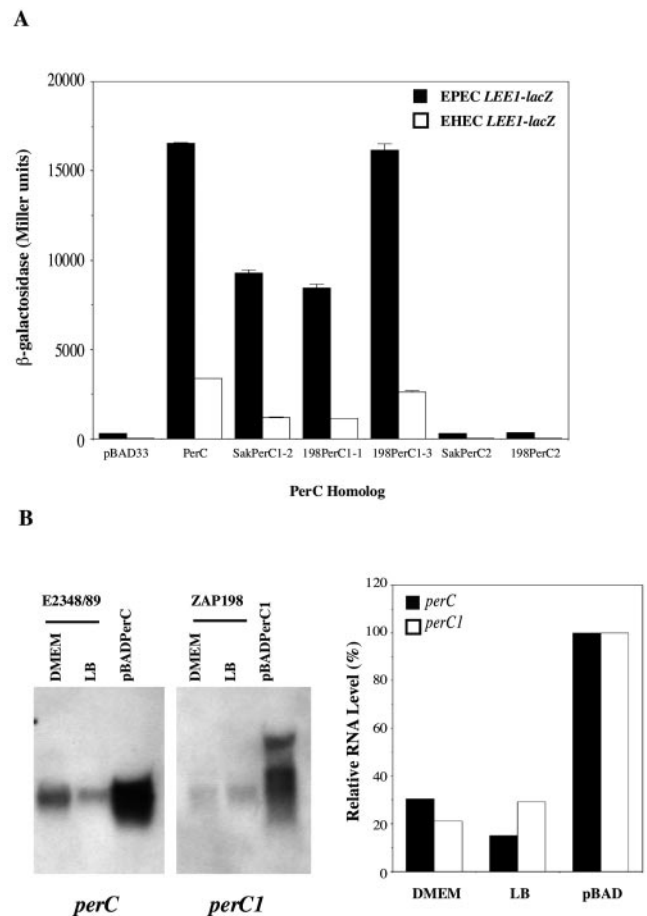 A
20000
15000
10000
5000
0
β-galactosidase (Miller units)
EPEC LEE1-lacZ
EHEC LEE1-lacZ
pBAD33 PerC SakPerC1-2 198PerC1-1 198PerC1-3 SakPerC2 198PerC2
PerC Homolog
B
E2348/89
DMEM
LB
pBADPerC
perC
ZAP198
DMEM
LB
pBADPerC1
perC1
120
100
80
60
40
20
0
Relative RNA Level (%)
perC
perC1
DMEM LB pBAD